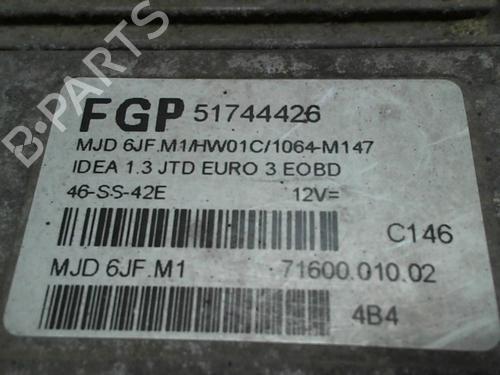 B-PARTS
FGP 51744426
MJD 6JF.M1/HW01C/1064-M147
IDEA 1.3 JTD EURO 3 EOBD
46-SS-42E 12V=
C146
MJD 6JF.M1 71600.010.02
4B4